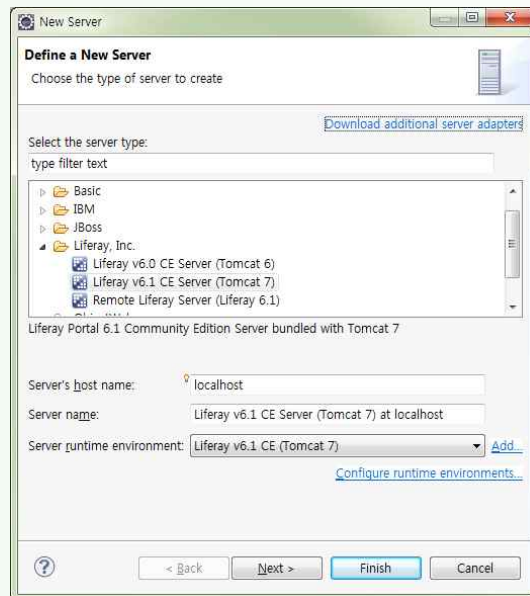 New Server
Define a New Server
Choose the type of server to create
Download additional server adapters
Select the server type:
type filter text
Basic
IBM
JBoss
Liferay, Inc.
Liferay v6.0 CE Server (Tomcat 6)
Liferay v6.1 CE Server (Tomcat 7)
Remote Liferay Server (Liferay 6.1)
Liferay Portal 6.1 Community Edition Server bundled with Tomcat 7
Server's host name: localhost
Server name: Liferay v6.1 CE Server (Tomcat 7) at localhost
Server runtime environment: Liferay v6.1 CE (Tomcat 7) Add...
Configure runtime environments...
? < Back Next > Finish Cancel